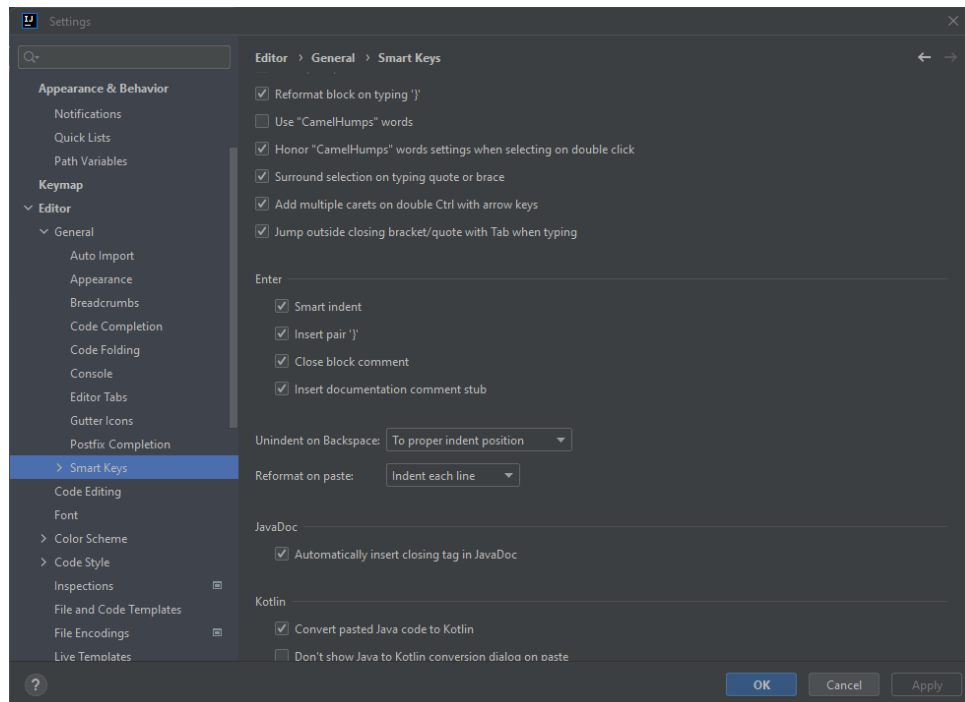 IJ
Settings
Editor › General › Smart Keys
Appearance & Behavior
Notifications
Quick Lists
Path Variables
Keymap
Editor
General
Auto Import
Appearance
Breadcrumbs
Code Completion
Code Folding
Console
Editor Tabs
Gutter Icons
Postfix Completion
Smart Keys
Code Editing
Font
Color Scheme
Code Style
Inspections
File and Code Templates
File Encodings
Live Templates
Reformat block on typing '}'
Use "CamelHumps" words
Honor "CamelHumps" words settings when selecting on double click
Surround selection on typing quote or brace
Add multiple carets on double Ctrl with arrow keys
Jump outside closing bracket/quote with Tab when typing
Enter
Smart indent
Insert pair '}'
Close block comment
Insert documentation comment stub
Unindent on Backspace: To proper indent position
Reformat on paste: Indent each line
JavaDoc
Automatically insert closing tag in JavaDoc
Kotlin
Convert pasted Java code to Kotlin
Don't show Java to Kotlin conversion dialog on paste
?
OK
Cancel
Apply